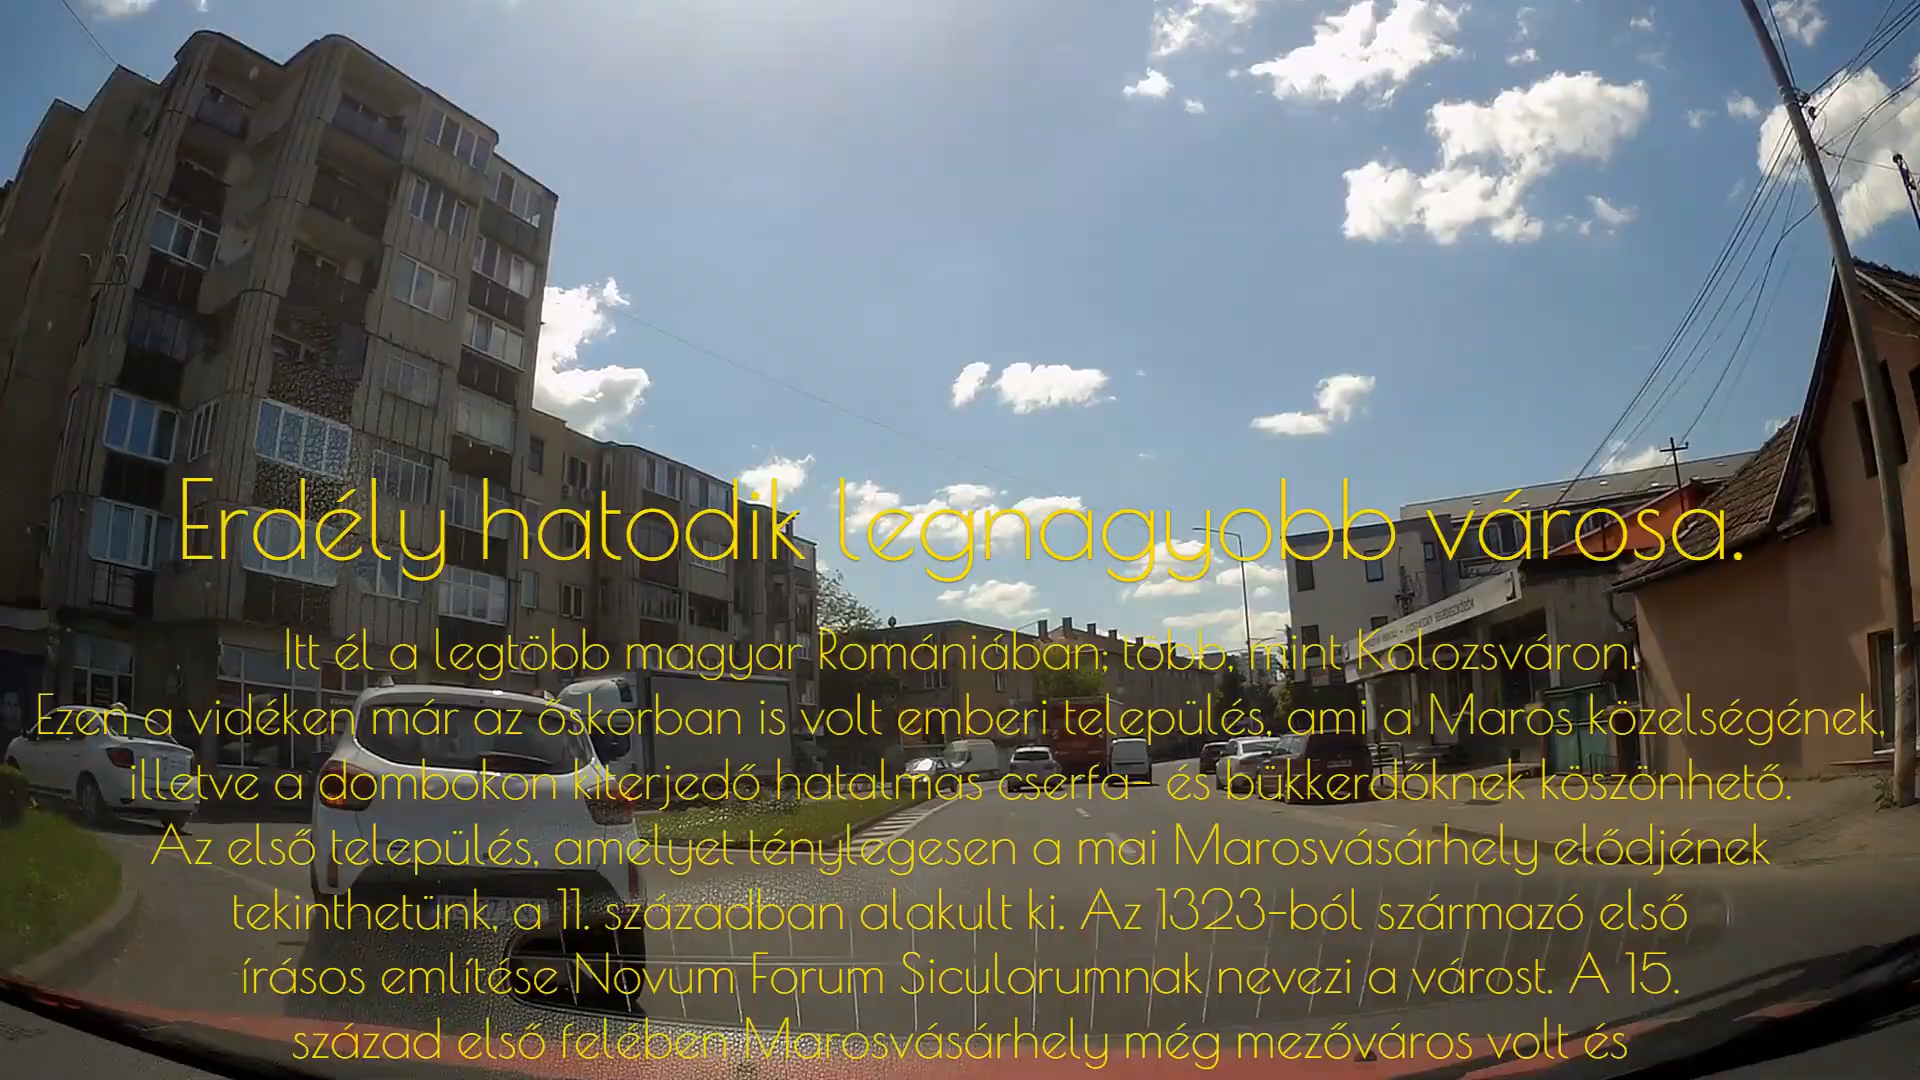 Erdély hatodik legnagyobb városa.
Itt él a legtöbb magyar Romániában; több, mint Kolozsváron.
Ezen a vidéken már az őskorban is volt emberi település, ami a Maros közelségének,
illetve a dombokon kiterjedő hatalmas cserfa- és bükkerdőknek köszönhető.
Az első település, amelyet ténylegesen a mai Marosvásárhely elődjének
tekinthetünk, a 11. században alakult ki. Az 1323-ból származó első
írásos említése Novum Forum Siculorumnak nevezi a várost. A 15.
század első felében Marosvásárhely még mezőváros volt és